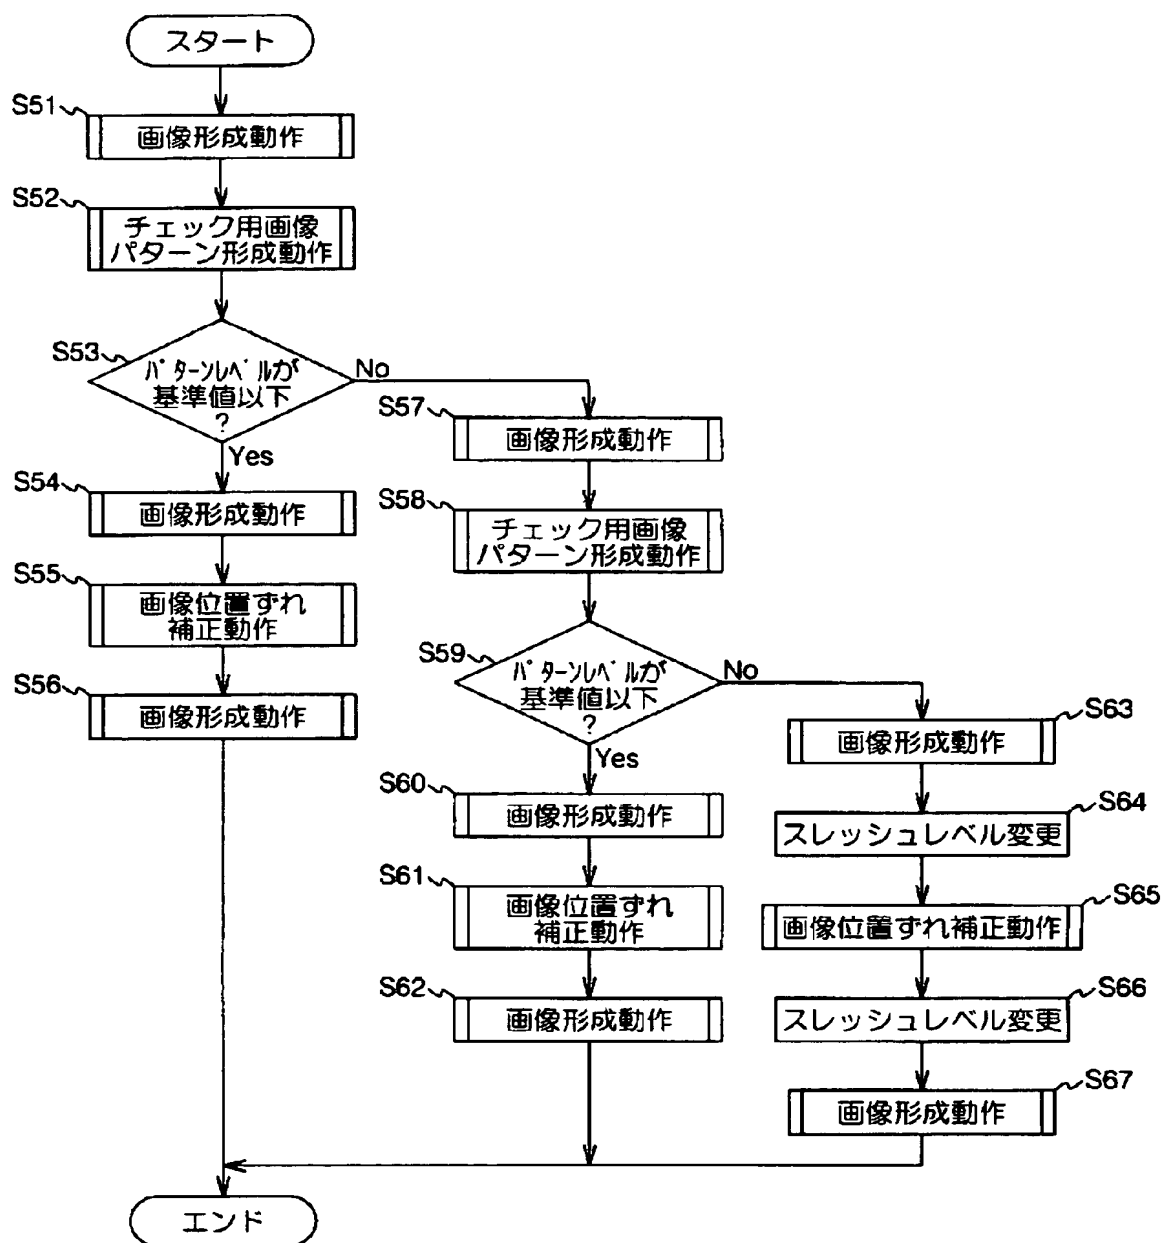 スタート
S51
画像形成動作
S52
チェック用画像
パターン形成動作
S53
パターンレベルが
基準値以下
?
No
Yes
S54
画像形成動作
S55
画像位置ずれ
補正動作
S56
画像形成動作
S57
画像形成動作
S58
チェック用画像
パターン形成動作
S59
パターンレベルが
基準値以下
?
No
Yes
S60
画像形成動作
S61
画像位置ずれ
補正動作
S62
画像形成動作
S63
画像形成動作
S64
スレッシュレベル変更
S65
画像位置ずれ補正動作
S66
スレッシュレベル変更
S67
画像形成動作
エンド